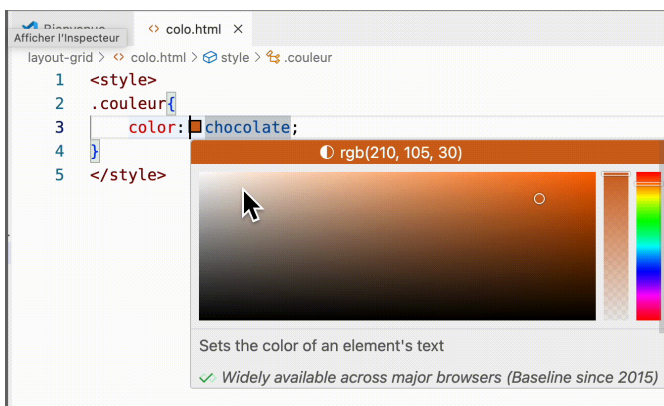 Bienvenue
colo.html
Afficher l'Inspecteur
layout-grid > colo.html > style > .couleur
1 <style>
2 .couleur{
3 color: chocolate;
4 }
5 </style>
rgb(210, 105, 30)
Sets the color of an element's text
Widely available across major browsers (Baseline since 2015)